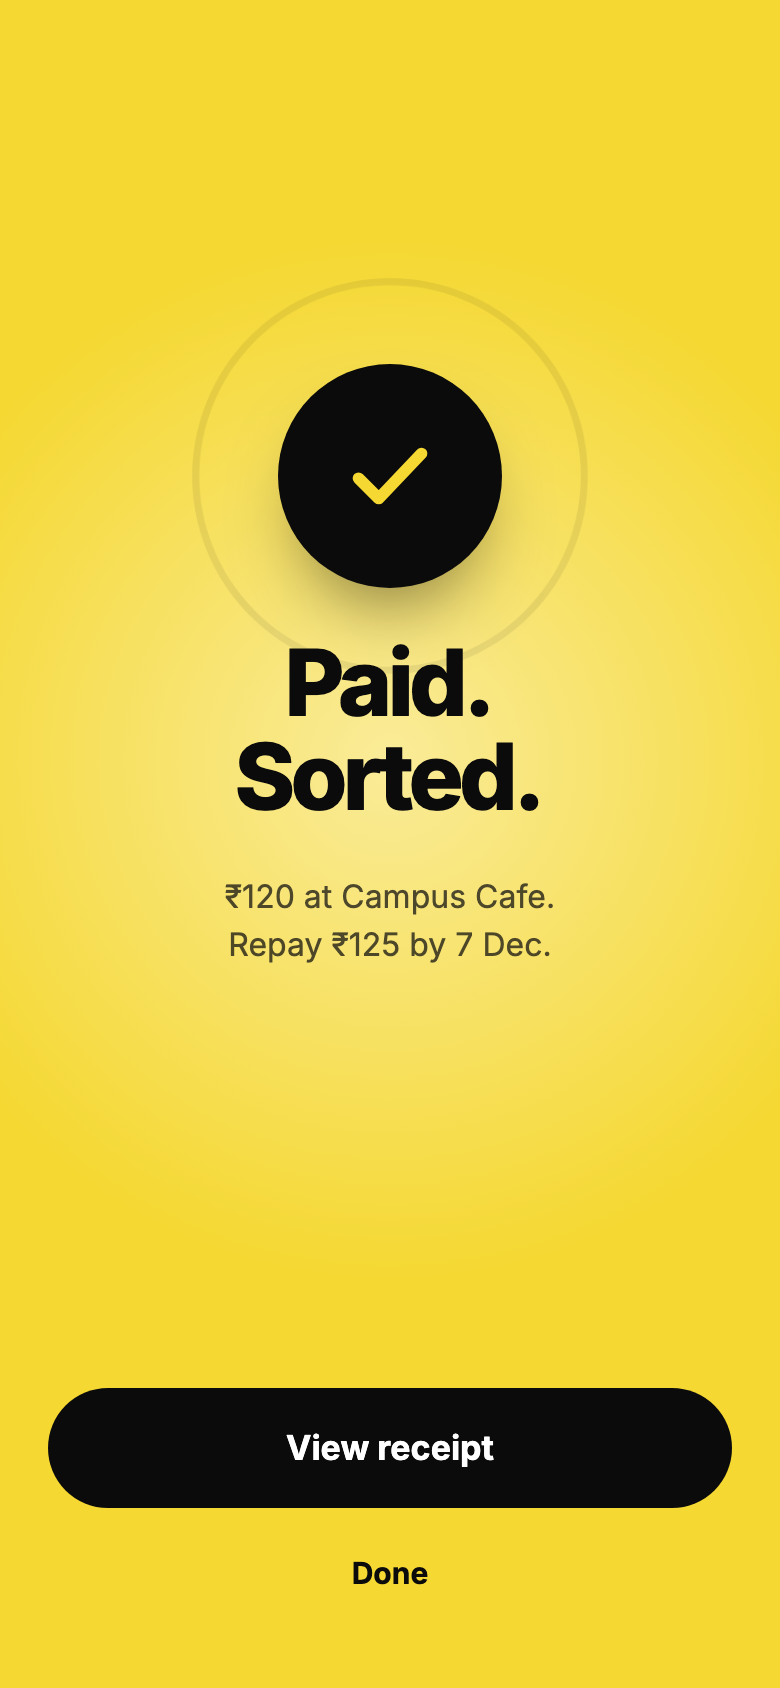 Paid.
Sorted.
₹120 at Campus Cafe.
Repay ₹125 by 7 Dec.
View receipt
Done